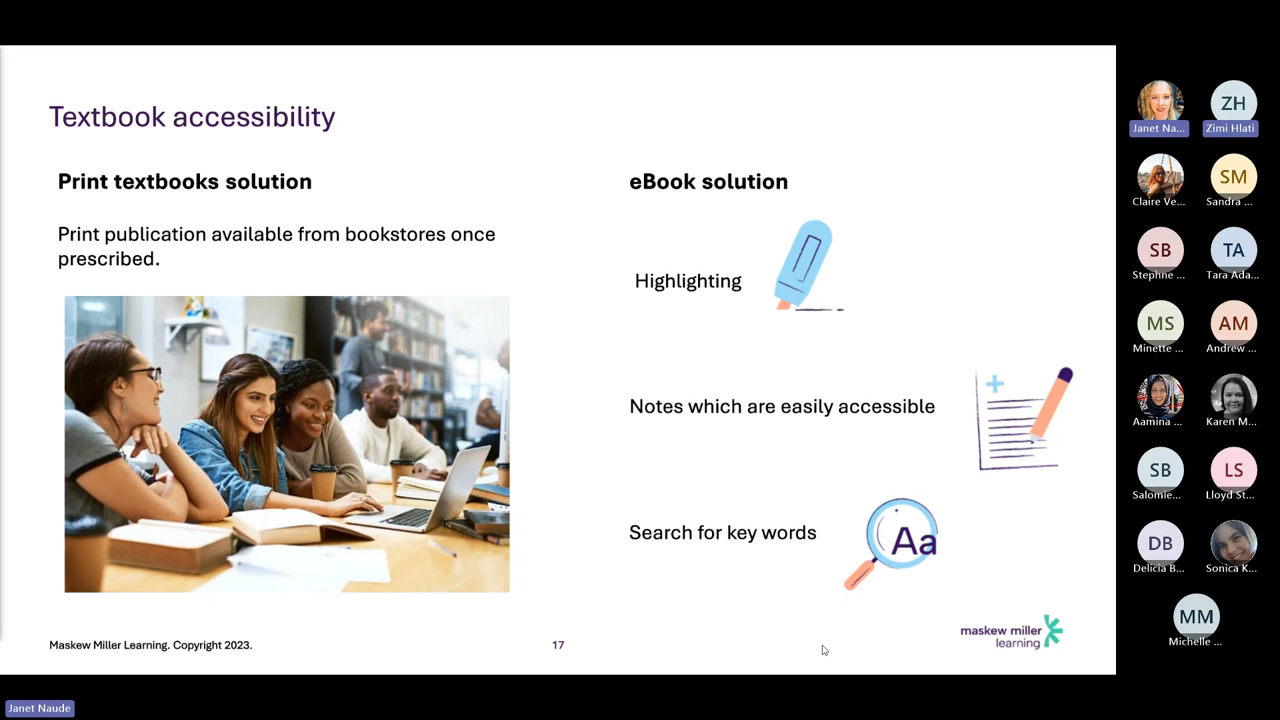 Textbook accessibility
Print textbooks solution
Print publication available from bookstores once
prescribed.
eBook solution
Highlighting
Notes which are easily accessible
Search for key words
Aa
Maskew Miller Learning. Copyright 2023.
17
maskew miller
learning
Janet Na...
ZH
Zimi Hlati
Claire Ve...
SM
Sandra ...
SB
Stephne ...
TA
Tara Ada...
MS
Minette ...
AM
Andrew ...
Aamina ...
Karen M...
SB
Salomie...
LS
Lloyd St...
DB
Delicia B...
Sonica K...
MM
Michelle ...
Janet Naude